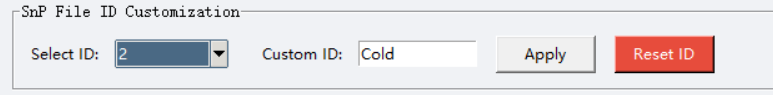 SnP File ID Customization
Select ID: 2 Custom ID: Cold Apply Reset ID